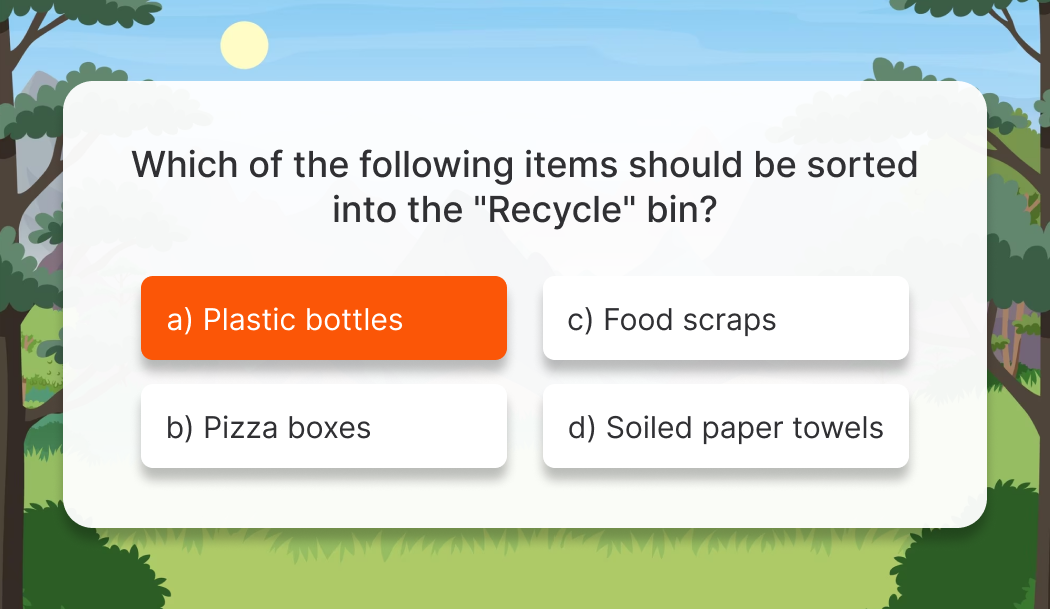 Which of the following items should be sorted
into the "Recycle" bin?
a) Plastic bottles
c) Food scraps
b) Pizza boxes
d) Soiled paper towels